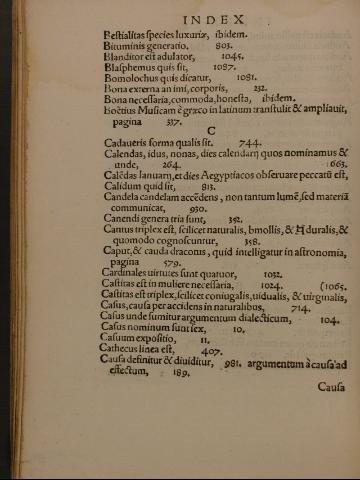 INDEX
Bestialitas species luxuriæ, ibidem.
Bituminis generatio, 803.
Blanditor est adulator, 1045.
Blasphemus quis sit, 1087.
Bomolochus quis dicatur, 1081.
Bona externa animi, corporis, 232.
Bona necessaria, commoda, honesta, ibidem.
Boëtius Musicam è græco in latinum transtulit & ampliauit,
pagina 337.
C
Cadaueris forma qualis sit. 744.
Calendas, idus, nonas, dies calendarū quos nominamus &
unde, 264. 663.
Calēdas Ianuarij, et dies Aegyptiacos obseruare peccatū est,
Calidum quid sit, 813.
Candela candelam accēdens, non tantum lumē, sed materiā
communicat, 930.
Canendi genera tria sunt, 352.
Cantus triplex est, scilicet naturalis, bmollis, & ♮ duralis, &
quomodo cognoscuntur, 358.
Caput, & cauda draconis, quid intelligatur in astronomia,
pagina 579.
Cardinales uirtutes sunt quatuor, 1032.
Castitas est in muliere necessaria, 1024. (1065.
Castitas est triplex, scilicet coniugalis, uidualis, & uirginalis,
Casus, causa per accidens in naturalibus, 714.
Casus unde sumitur argumentum dialecticum, 104.
Casus nominum sunt sex, 10.
Casuum expositio, 11.
Cathecus linea est, 407.
Causa definitur & diuiditur, 981. argumentum à causa ad
effectum, 189.
Causa